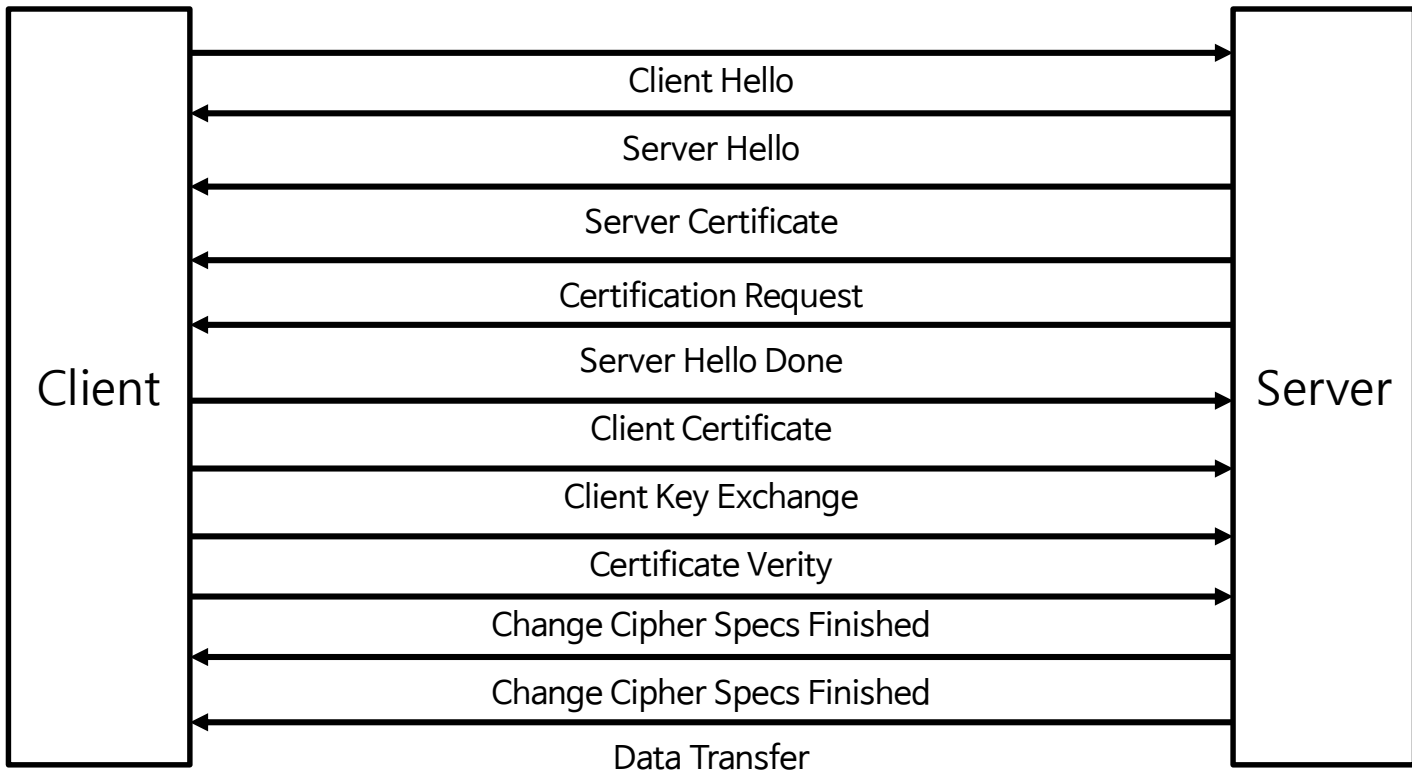 Client Hello
Server Hello
Server Certificate
Certification Request
Server Hello Done
Client
Server
Client Certificate
Client Key Exchange
Certificate Verity
Change Cipher Specs Finished
Change Cipher Specs Finished
Data Transfer